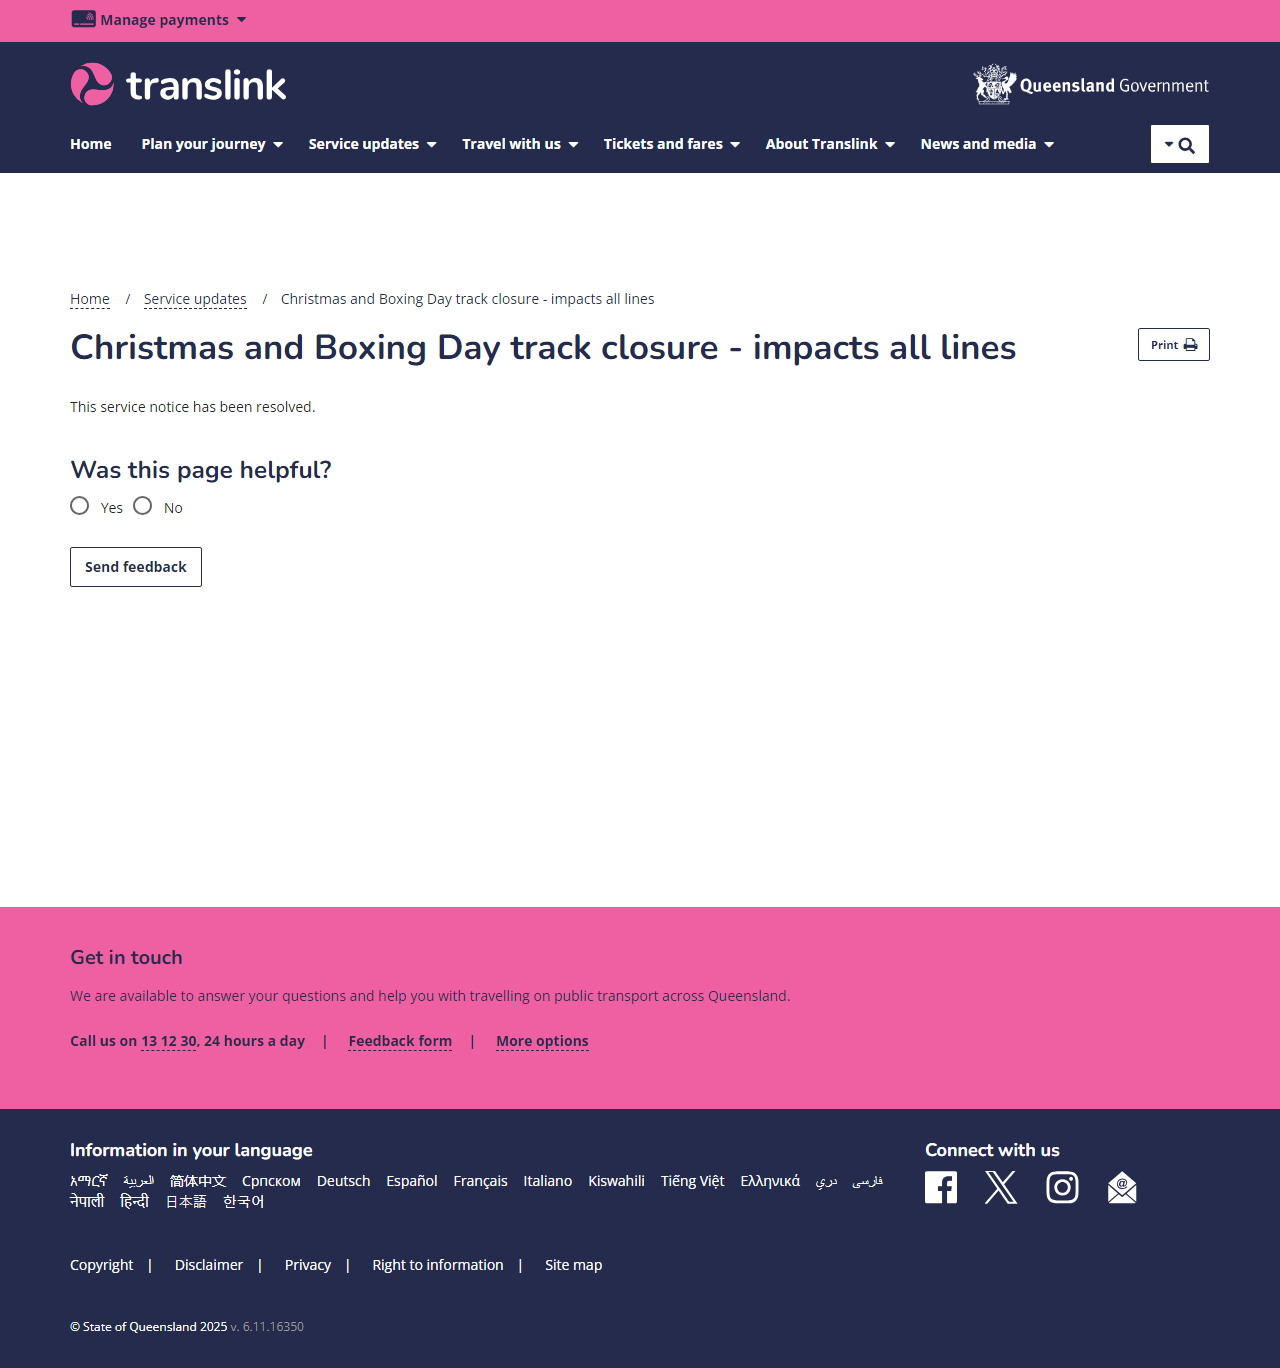 Manage payments
translink
Queensland Government
Home Plan your journey Service updates Travel with us Tickets and fares About Translink News and media
Home / Service updates / Christmas and Boxing Day track closure - impacts all lines
Christmas and Boxing Day track closure - impacts all lines
Print
This service notice has been resolved.
Was this page helpful?
Yes No
Send feedback
Get in touch
We are available to answer your questions and help you with travelling on public transport across Queensland.
Call us on 13 12 30, 24 hours a day | Feedback form | More options
Information in your language
አማርኛ العربية 简体中文 Српском Deutsch Español Français Italiano Kiswahili Tiếng Việt Ελληνικά دري فارسی
नेपाली हिन्दी 日本語 한국어
Connect with us
Copyright | Disclaimer | Privacy | Right to information | Site map
© State of Queensland 2025 v. 6.11.16350